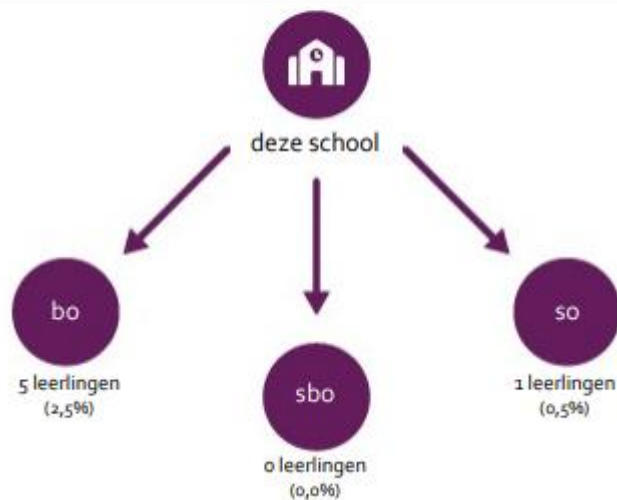 deze school
bo
5 leerlingen
(2,5%)
sbo
0 leerlingen
(0,0%)
so
1 leerlingen
(0,5%)